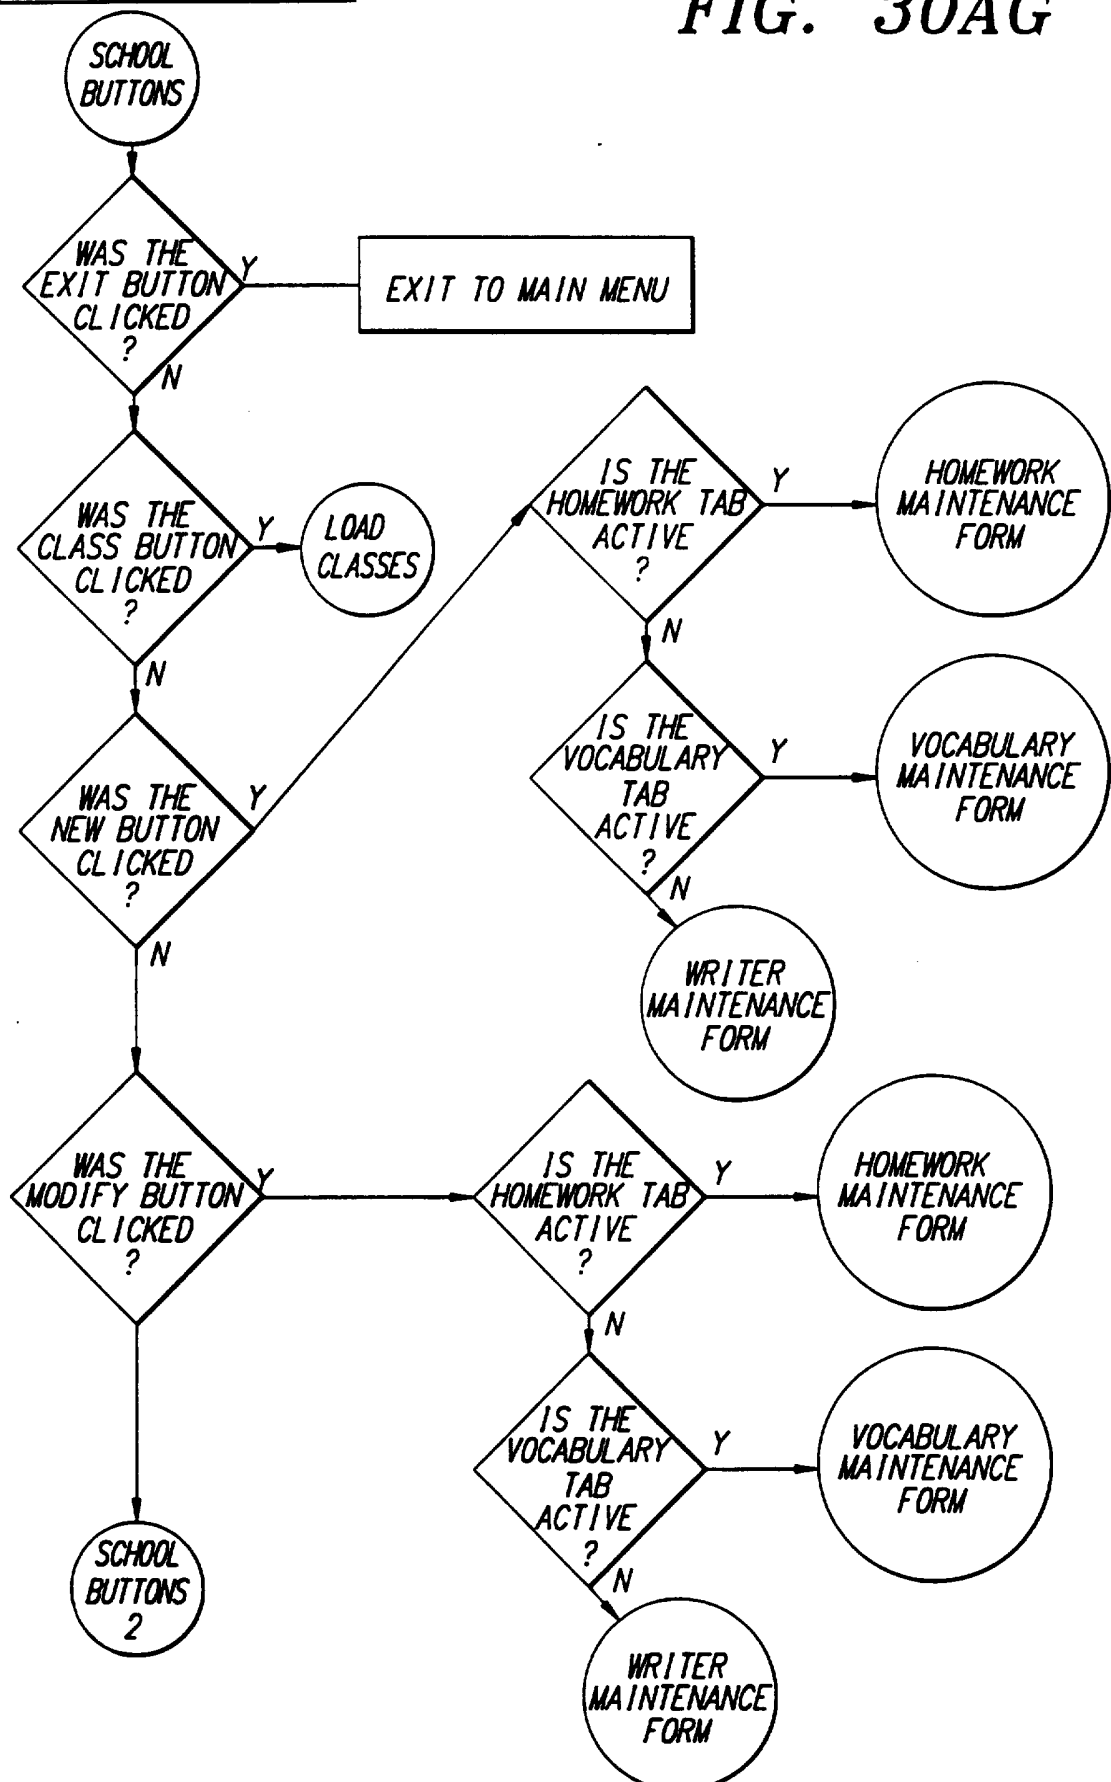 FIG. 30AG
SCHOOL
BUTTONS
WAS THE
EXIT BUTTON
CLICKED
?
Y
EXIT TO MAIN MENU
N
WAS THE
CLASS BUTTON
CLICKED
?
Y
LOAD
CLASSES
N
IS THE
HOMEWORK TAB
ACTIVE
?
Y
HOMEWORK
MAINTENANCE
FORM
N
WAS THE
NEW BUTTON
CLICKED
?
Y
IS THE
VOCABULARY
TAB
ACTIVE
?
Y
VOCABULARY
MAINTENANCE
FORM
N
N
WRITER
MAINTENANCE
FORM
WAS THE
MODIFY BUTTON
CLICKED
?
Y
IS THE
HOMEWORK TAB
ACTIVE
?
Y
HOMEWORK
MAINTENANCE
FORM
N
IS THE
VOCABULARY
TAB
ACTIVE
?
Y
VOCABULARY
MAINTENANCE
FORM
N
SCHOOL
BUTTONS
2
WRITER
MAINTENANCE
FORM